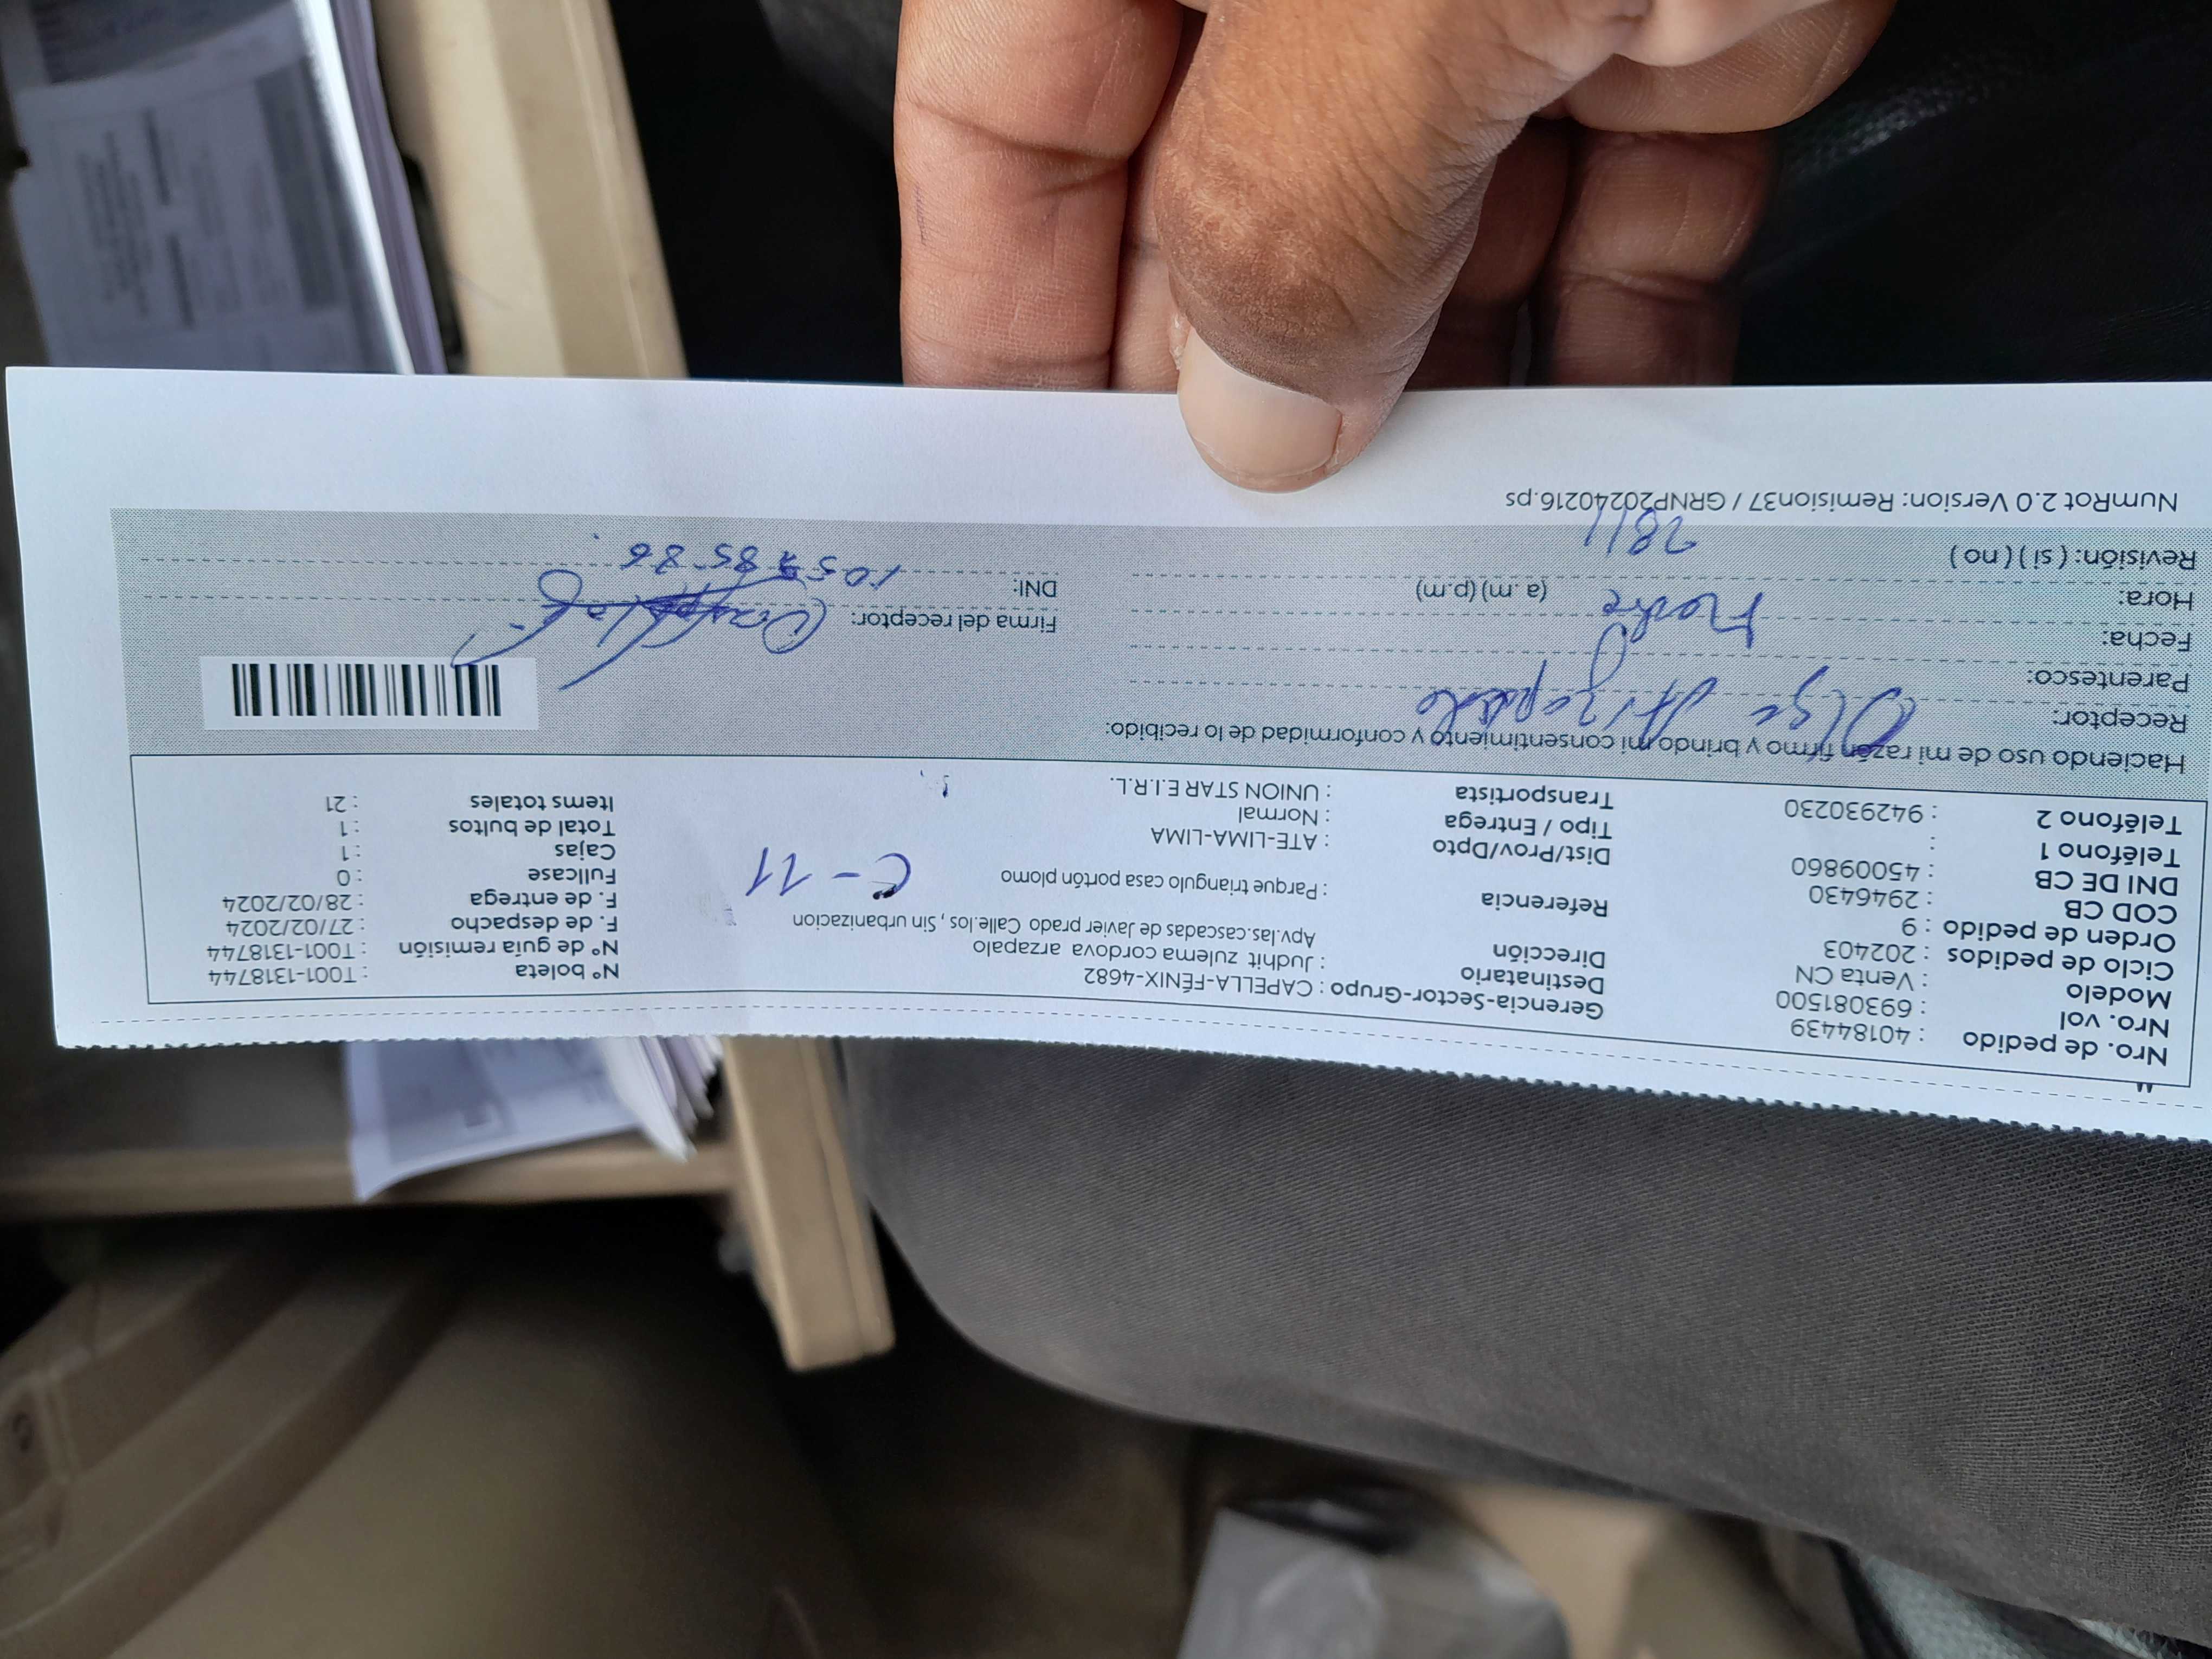 Nro. de pedido : 40184439
Nro. vol : 693081500
Modelo : Venta CN
Ciclo de pedidos : 202403
Orden de pedido : 9
COD CB : 2946430
DNI DE CB : 45009860
Teléfono 1 :
Teléfono 2 : 942930230
Gerencia-Sector-Grupo : CAPELLA-FÉNIX-4682
Destinatario : Judhit zulema cordova arzapalo
Dirección Apv.las.cascadas de Javier prado Calle.los , Sin urbanizacion
Referencia : Parque triangulo casa portón plomo
C-11
Dist/Prov/Dpto : ATE-LIMA-LIMA
Tipo / Entrega : Normal
Transportista : UNION STAR E.I.R.L.
N° boleta : T001-1318744
N° de guía remisión : T001-1318744
F. de despacho : 27/02/2024
F. de entrega : 28/02/2024
Fullcase : 0
Cajas : 1
Total de bultos : 1
Items totales : 21
Haciendo uso de mi razón firmo y brindo mi consentimiento y conformidad de lo recibido:
Receptor: Olga Arzapalo
Parentesco:
Fecha: Madre
Hora: (a .m) (p.m)
Revisión: ( si ) ( no )
Firma del receptor:
DNI:
NumRot 2.0 Version: Remision37 / GRNP20240216.ps